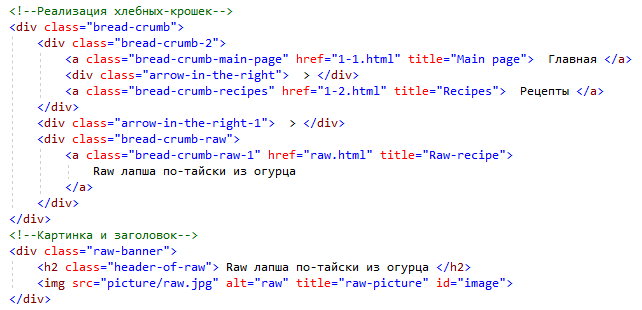 <!--Реализация хлебных-крошек-->
<div class="bread-crumb">
    <div class="bread-crumb-2">
        <a class="bread-crumb-main-page" href="1-1.html" title="Main page">  Главная </a>
        <div class="arrow-in-the-right">  > </div>
        <a class="bread-crumb-recipes" href="1-2.html" title="Recipes">  Рецепты </a>
    </div>
    <div class="arrow-in-the-right-1">  > </div>
    <div class="bread-crumb-raw">
        <a class="bread-crumb-raw-1" href="raw.html" title="Raw-recipe">
            Raw лапша по-тайски из огурца
        </a>
    </div>
</div>
<!--Картинка и заголовок-->
<div class="raw-banner">
    <h2 class="header-of-raw"> Raw лапша по-тайски из огурца </h2>
    <img src="picture/raw.jpg" alt="raw" title="raw-picture" id="image">
</div>